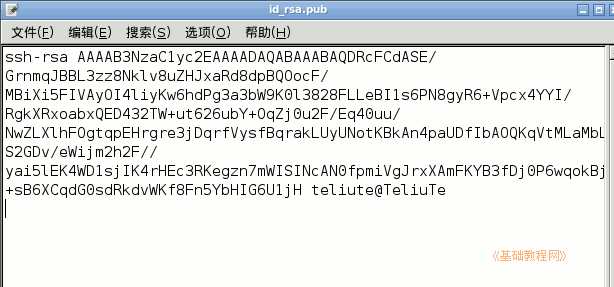 id_rsa.pub
文件(F) 编辑(E) 搜索(S) 选项(O) 帮助(H)
ssh-rsa AAAAB3NzaC1yc2EAAAADAQABAAABAQDRcFCdASE/
GrnmqJBBL3zz8Nklv8uZHJxaRd8dpBQOocF/
MBiXi5FIVAyOI4liyKw6hdPg3a3bW9K0l3828FLLeBI1s6PN8gyR6+Vpcx4YYI/
RgkXRxoabxQED432TW+ut626ubY+OqZj0u2F/Eq40uu/
NwZLXlhFOgtqpEHrgre3jDqrfVysfBqrakLUyUNotKBkAn4paUDfIbAOQKqVtMLaMbL
S2GDv/eWijm2h2F//
yai5lEK4WD1sjIK4rHEc3RKegzn7mWISINcAN0fpmiVgJrxXAmFKYB3fDj0P6wqokBj
+sB6XCqdG0sdRkdvWKf8Fn5YbHIG6U1jH teliute@TeliuTe
《基础教程网》